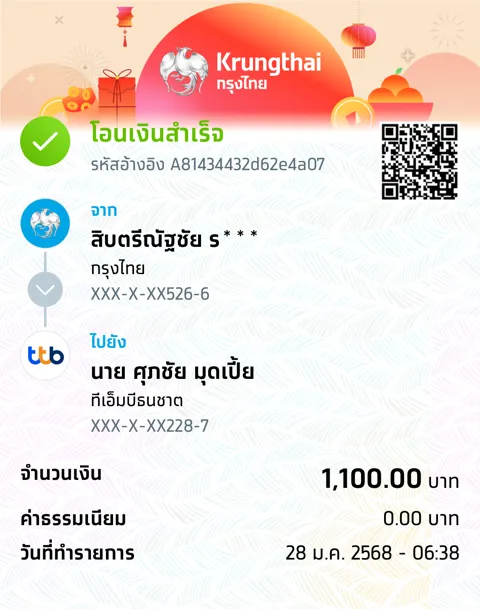 Krungthai
กรุงไทย
โอนเงินสำเร็จ
รหัสอ้างอิง A81434432d62e4a07
จาก
สิบตรีณัฐชัย ร***
กรุงไทย
XXX-X-XX526-6
ttb
ไปยัง
นาย ศุภชัย มุดเปี้ย
ทีเอ็มบีธนชาต
XXX-X-XX228-7
จำนวนเงิน 1,100.00 บาท
ค่าธรรมเนียม 0.00 บาท
วันที่ทำรายการ 28 ม.ค. 2568 - 06:38